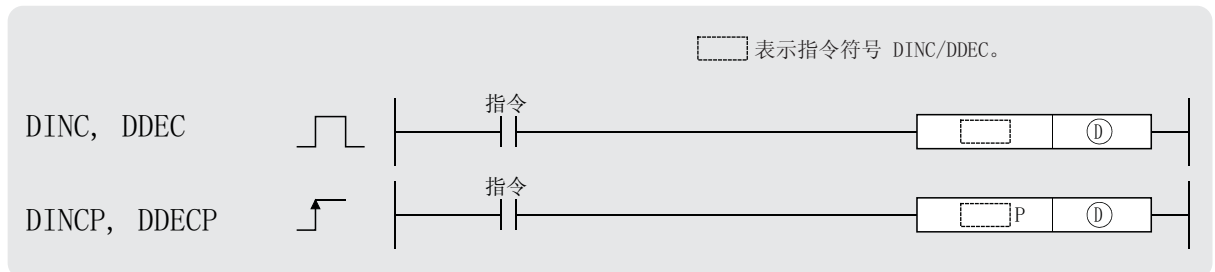 表示指令符号 DINC/DDEC。
指令
DINC, DDEC
D
指令
DINCP, DDECP
P
D